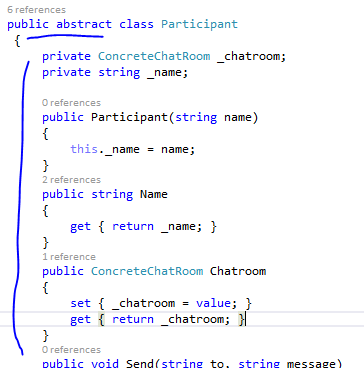 6 references
public abstract class Participant
{
private ConcreteChatRoom _chatroom;
private string _name;
0 references
public Participant(string name)
{
this._name = name;
}
2 references
public string Name
{
get { return _name; }
}
1 reference
public ConcreteChatRoom Chatroom
{
set { _chatroom = value; }
get { return _chatroom; }
}
0 references
public void Send(string to, string message)